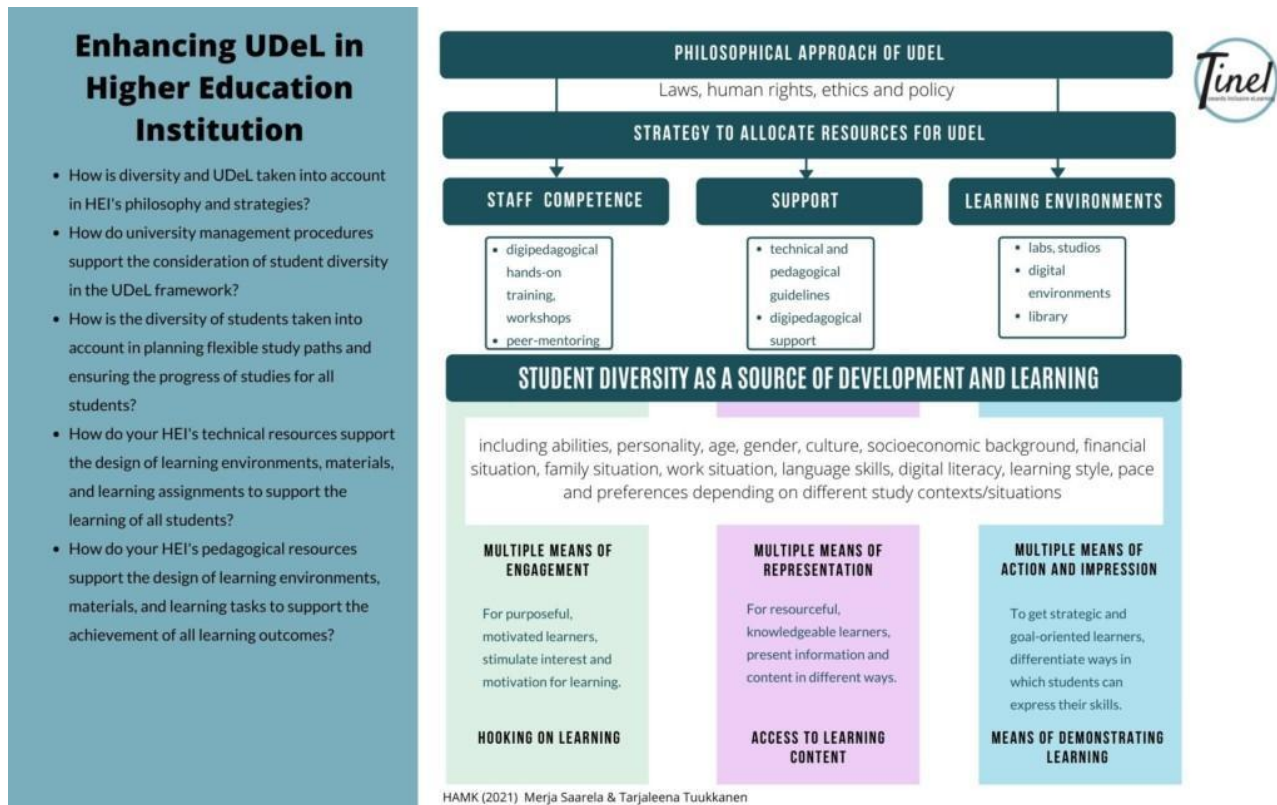 Enhancing UDeL in
Higher Education
Institution
• How is diversity and UDeL taken into account
in HEI's philosophy and strategies?
• How do university management procedures
support the consideration of student diversity
in the UDeL framework?
• How is the diversity of students taken into
account in planning flexible study paths and
ensuring the progress of studies for all
students?
• How do your HEI's technical resources support
the design of learning environments, materials,
and learning assignments to support the
learning of all students?
• How do your HEI's pedagogical resources
support the design of learning environments,
materials, and learning tasks to support the
achievement of all learning outcomes?
PHILOSOPHICAL APPROACH OF UDEL
Laws, human rights, ethics and policy
STRATEGY TO ALLOCATE RESOURCES FOR UDEL
STAFF COMPETENCE
• digipedagogical
hands-on
training,
workshops
• peer-mentoring
SUPPORT
• technical and
pedagogical
guidelines
• digipedagogical
support
LEARNING ENVIRONMENTS
• labs, studios
• digital
environments
• library
Tinel
towards inclusive eLearning
STUDENT DIVERSITY AS A SOURCE OF DEVELOPMENT AND LEARNING
including abilities, personality, age, gender, culture, socioeconomic background, financial
situation, family situation, work situation, language skills, digital literacy, learning style, pace
and preferences depending on different study contexts/situations
MULTIPLE MEANS OF
ENGAGEMENT
For purposeful,
motivated learners,
stimulate interest and
motivation for learning.
HOOKING ON LEARNING
MULTIPLE MEANS OF
REPRESENTATION
For resourceful,
knowledgeable learners,
present information and
content in different ways.
ACCESS TO LEARNING
CONTENT
MULTIPLE MEANS OF
ACTION AND IMPRESSION
To get strategic and
goal-oriented learners,
differentiate ways in
which students can
express their skills.
MEANS OF DEMONSTRATING
LEARNING
HAMK (2021) Merja Saarela & Tarjaleena Tuukkanen